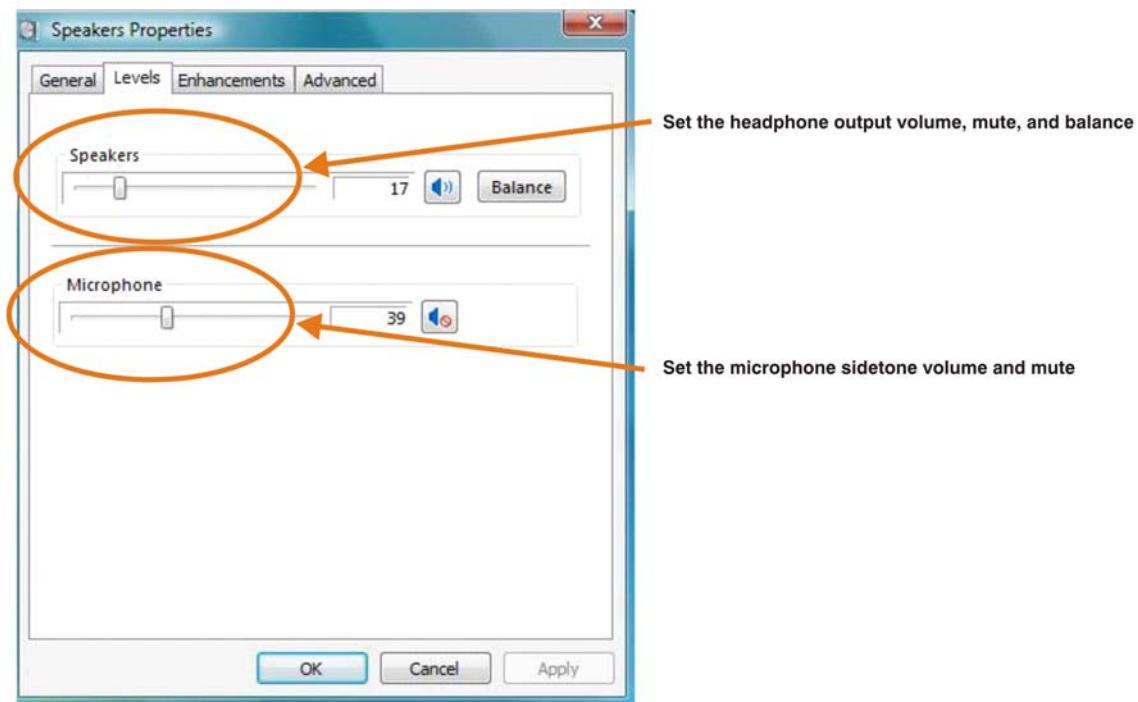 Speakers Properties
General Levels Enhancements Advanced
Set the headphone output volume, mute, and balance
Speakers
17 Balance
Microphone
39
Set the microphone sidetone volume and mute
OK Cancel Apply